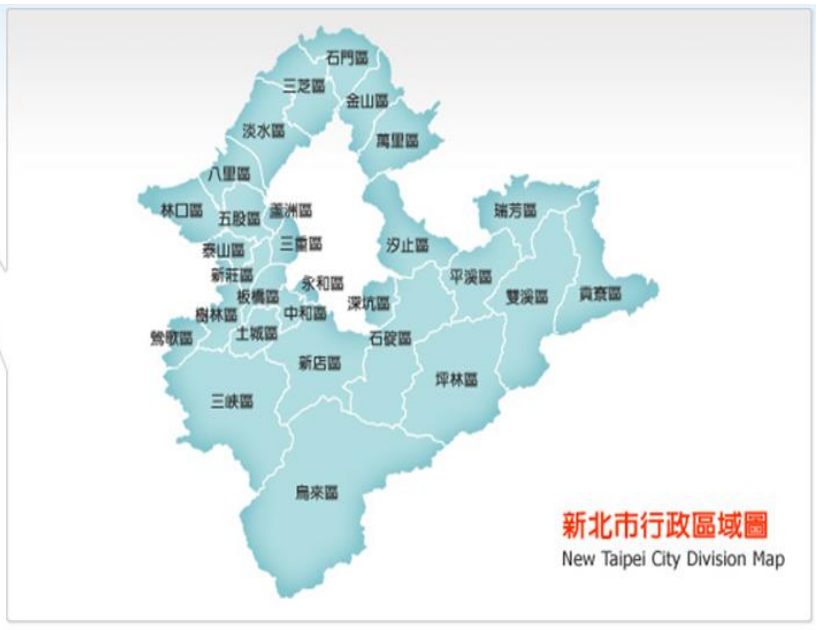 石門區
三芝區
金山區
淡水區
萬里區
八里區
林口區
五股區
蘆洲區
瑞芳區
泰山區
三重區
汐止區
新莊區
平溪區
永和區
板橋區
深坑區
雙溪區
貢寮區
樹林區
中和區
鶯歌區
土城區
石碇區
新店區
坪林區
三峽區
烏來區
新北市行政區域圖
New Taipei City Division Map